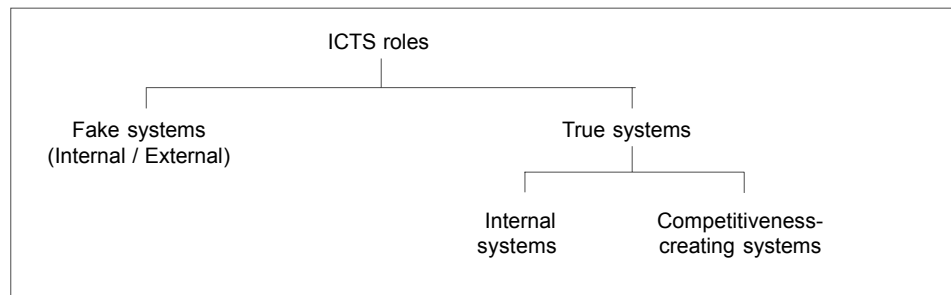 ICTS roles
Fake systems
(Internal / External)
True systems
Internal
systems
Competitiveness-
creating systems